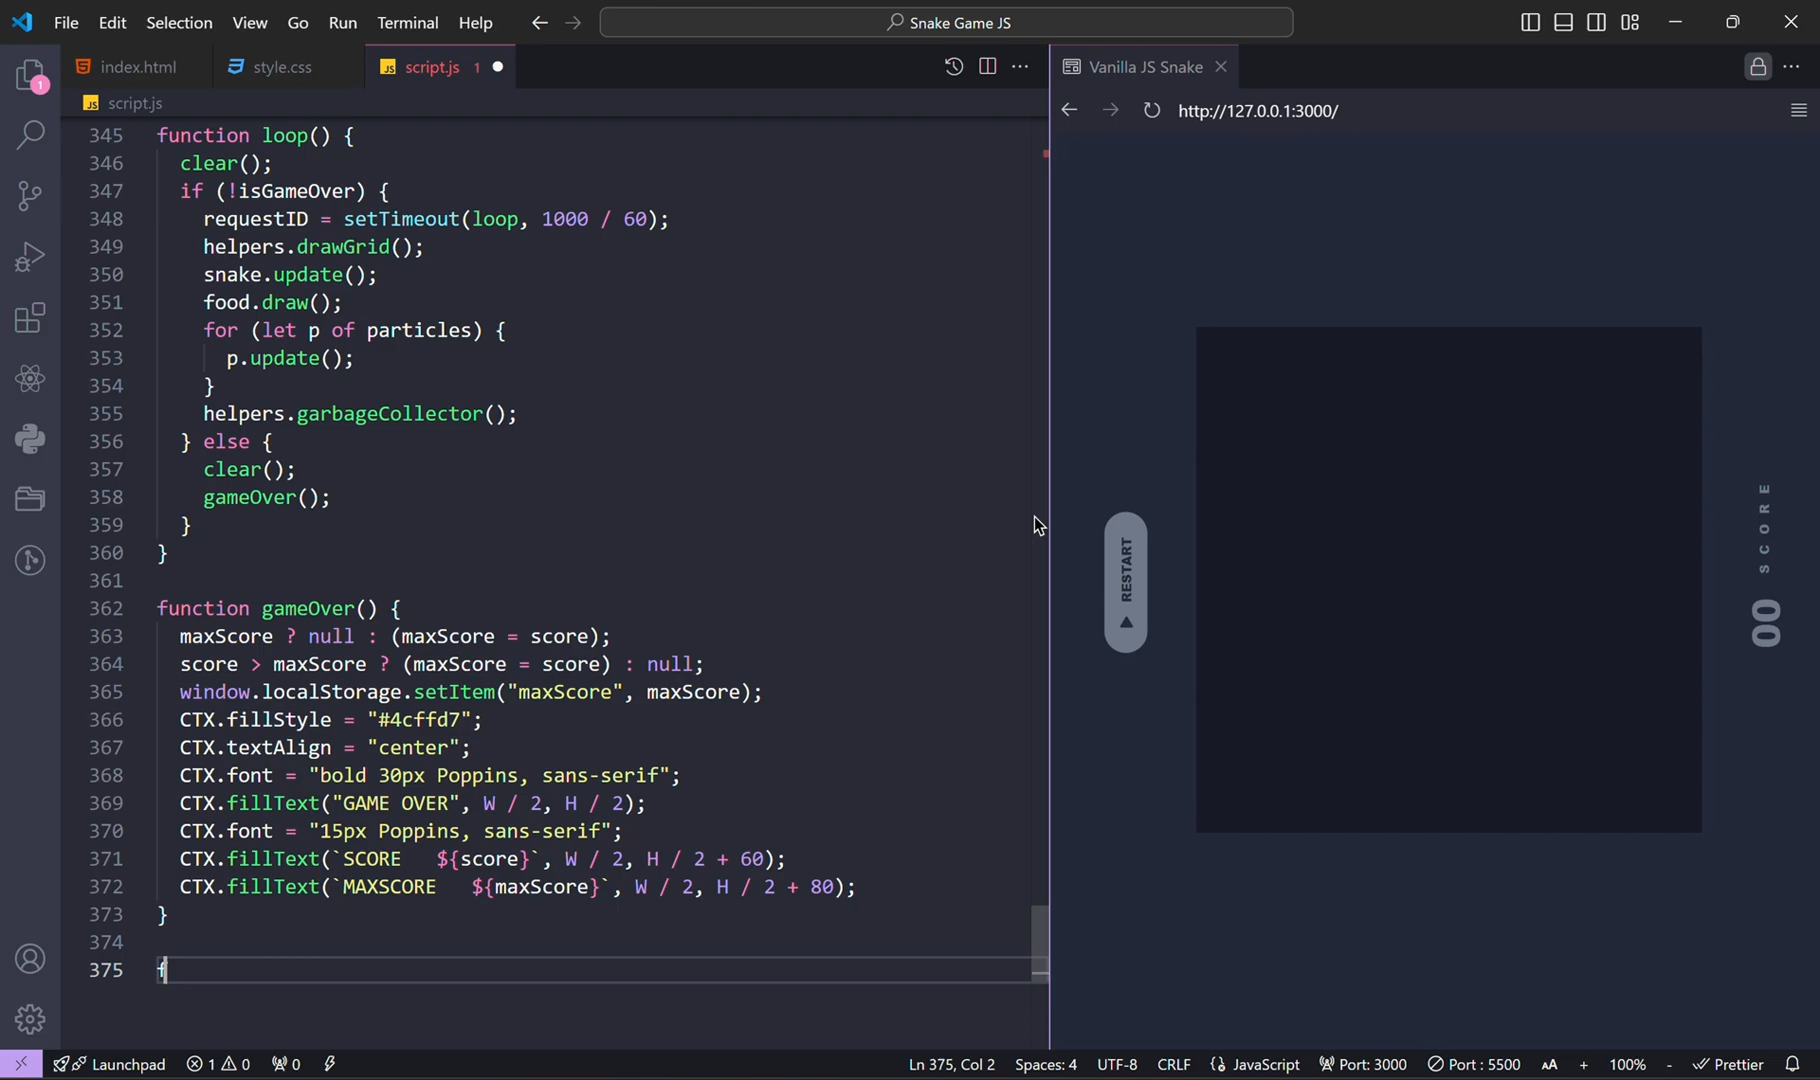 File Edit Selection View Go Run Terminal Help Snake Game JS
index.html style.css script.js 1 Vanilla JS Snake
script.js
http://127.0.0.1:3000/
1
345 function loop() {
346 clear();
347 if (!isGameOver) {
348 requestID = setTimeout(loop, 1000 / 60);
349 helpers.drawGrid();
350 snake.update();
351 food.draw();
352 for (let p of particles) {
353 p.update();
354 }
355 helpers.garbageCollector();
356 } else {
357 clear();
358 gameOver();
359 }
360 }
361
362 function gameOver() {
363 maxScore ? null : (maxScore = score);
364 score > maxScore ? (maxScore = score) : null;
365 window.localStorage.setItem("maxScore", maxScore);
366 CTX.fillStyle = "#4cffd7";
367 CTX.textAlign = "center";
368 CTX.font = "bold 30px Poppins, sans-serif";
369 CTX.fillText("GAME OVER", W / 2, H / 2);
370 CTX.font = "15px Poppins, sans-serif";
371 CTX.fillText(`SCORE   ${score}`, W / 2, H / 2 + 60);
372 CTX.fillText(`MAXSCORE   ${maxScore}`, W / 2, H / 2 + 80);
373 }
374
375 f
RESTART
SCORE
00
Launchpad 1 0 0 Ln 375, Col 2 Spaces: 4 UTF-8 CRLF {} JavaScript Port: 3000 Port : 5500 AA + 100% - Prettier